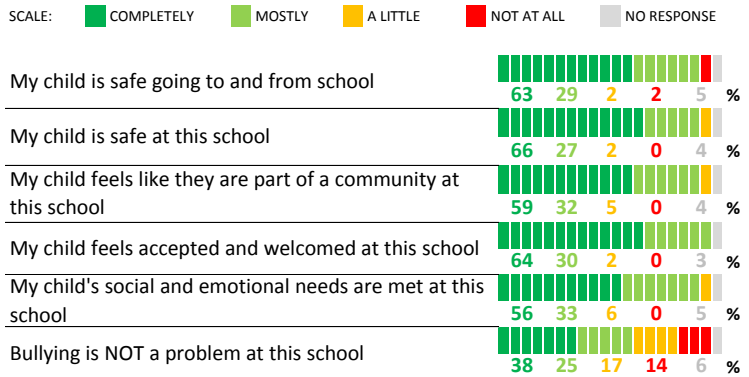 SCALE: COMPLETELY MOSTLY A LITTLE NOT AT ALL NO RESPONSE
My child is safe going to and from school
63 29 2 2 5 %
My child is safe at this school
66 27 2 0 4 %
My child feels like they are part of a community at
this school
59 32 5 0 4 %
My child feels accepted and welcomed at this school
64 30 2 0 3 %
My child's social and emotional needs are met at this
school
56 33 6 0 5 %
Bullying is NOT a problem at this school
38 25 17 14 6 %